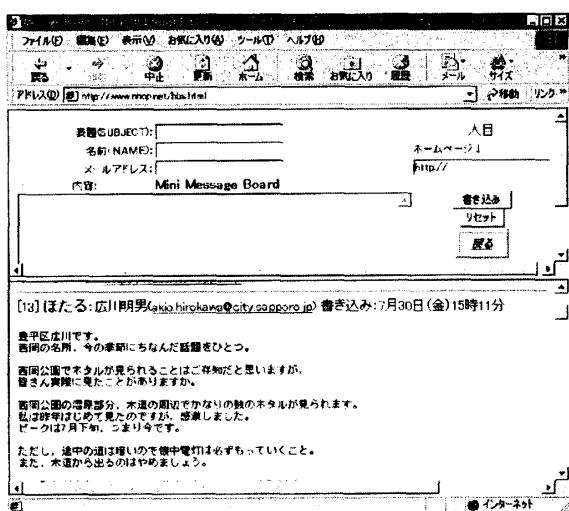 ファイル(F) 編集(E) 表示(V) お気に入り(A) ツール(T) ヘルプ(H)
戻る 中止 更新 ホーム 検索 お気に入り 履歴 メール サイズ
アドレス(D) 移動 リンク »
表題(SUBJECT):
名前(NAME): ホームページ↓
メールアドレス: http://
内容: Mini Message Board
書き込み
リセット
戻る
[13] ほたる: 広川明男(akio.hirokawa@city.sapporo.jp) 書き込み:7月30日(金)15時11分
豊平区広川です。
西岡の名所、今の季節にちなんだ話題をひとつ。
西岡公園でホタルが見られることはご存知だと思いますが、
皆さん実際に見たことがありますか。
西岡公園の湿原部分、木道の周辺でかなりの数のホタルが見られます。
私は昨年はじめて見たのですが、感激しました。
ピークは7月下旬、つまり今です。
ただし、途中の道は暗いので懐中電灯は必ずもっていくこと。
また、木道から出るのはやめましょう。
インターネット